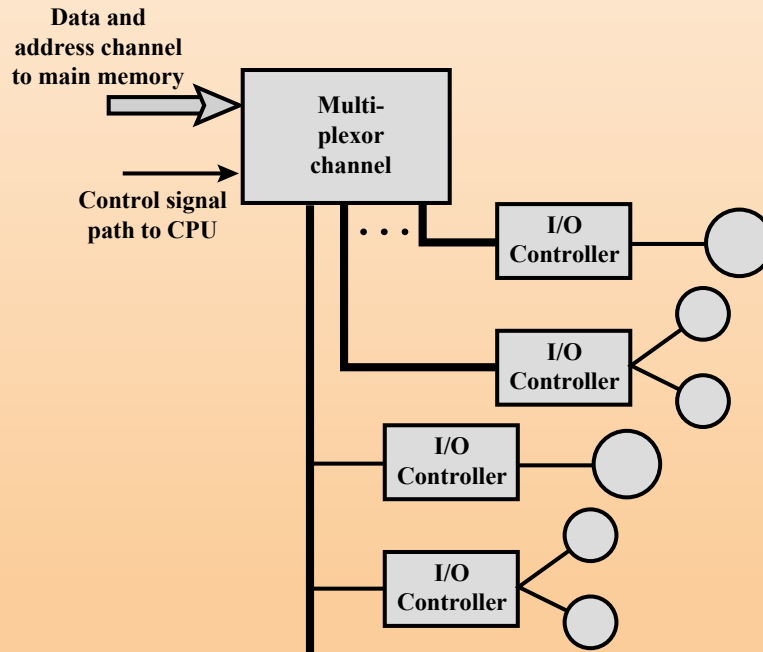 Data and
address channel
to main memory
Multi-
plexor
channel
Control signal
path to CPU
I/O
Controller
I/O
Controller
I/O
Controller
I/O
Controller